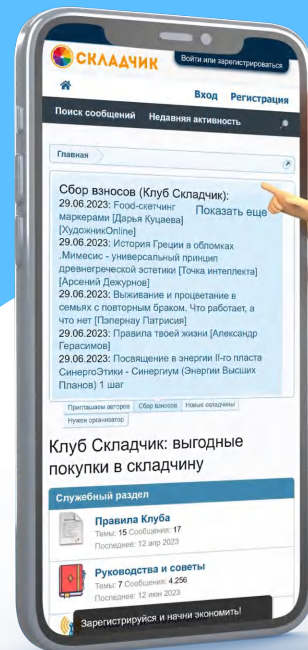 СКЛАДЧИК
Войти или зарегистрироваться
Вход Регистрация
Поиск сообщений Недавняя активность
Главная
Сбор взносов (Клуб Складчик):
29.06.2023: Food-скетчинг Показать еще
маркерами [Дарья Куцаева]
[ХудожникOnline]
29.06.2023: История Греции в обломках
.Мимесис - универсальный принцип
древнегреческой эстетики [Точка интеллекта]
[Арсений Дежурнов]
29.06.2023: Выживание и процветание в
семьях с повторным браком. Что работает, а
что нет [Пэпернау Патрисия]
29.06.2023: Правила твоей жизни [Александр
Герасимов]
29.06.2023: Посвящение в энергии II-го пласта
СинергоЭтики - Синергиум (Энергии Высших
Планов) 1 шаг
Приглашаем авторов Сбор взносов Новые складчины
Нужен организатор
Клуб Складчик: выгодные
покупки в складчину
Служебный раздел
Правила Клуба
Темы: 15 Сообщения: 17
Последнее: 12 апр 2023
Руководства и советы
Темы: 7 Сообщения: 4.256
Последнее: 12 июн 2023
Зарегистрируйся и начни экономить!